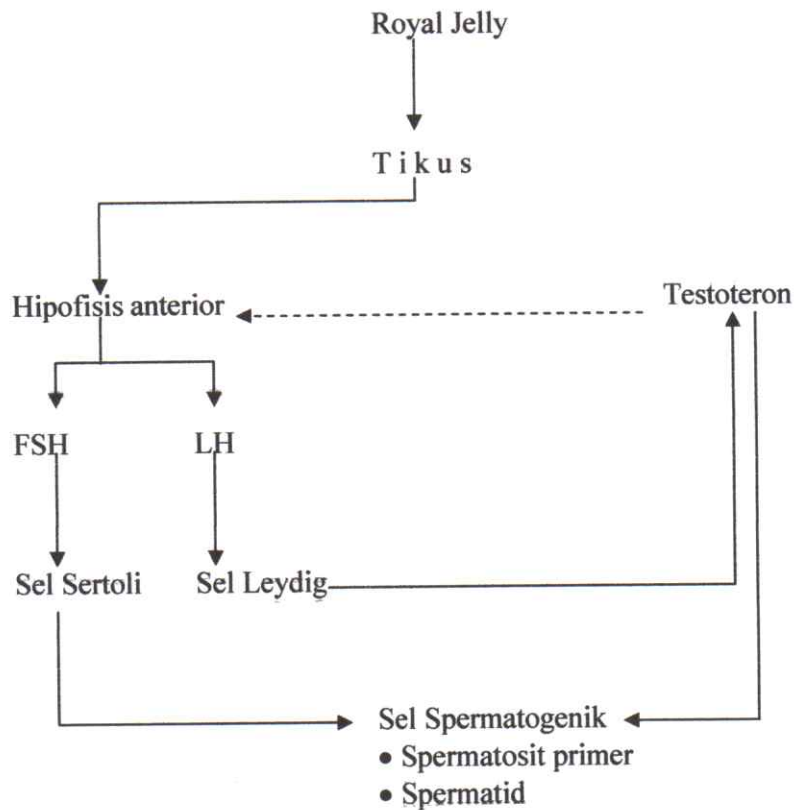 Royal Jelly
T i k u s
Hipofisis anterior
Testoteron
FSH
LH
Sel Sertoli
Sel Leydig
Sel Spermatogenik
• Spermatosit primer
• Spermatid